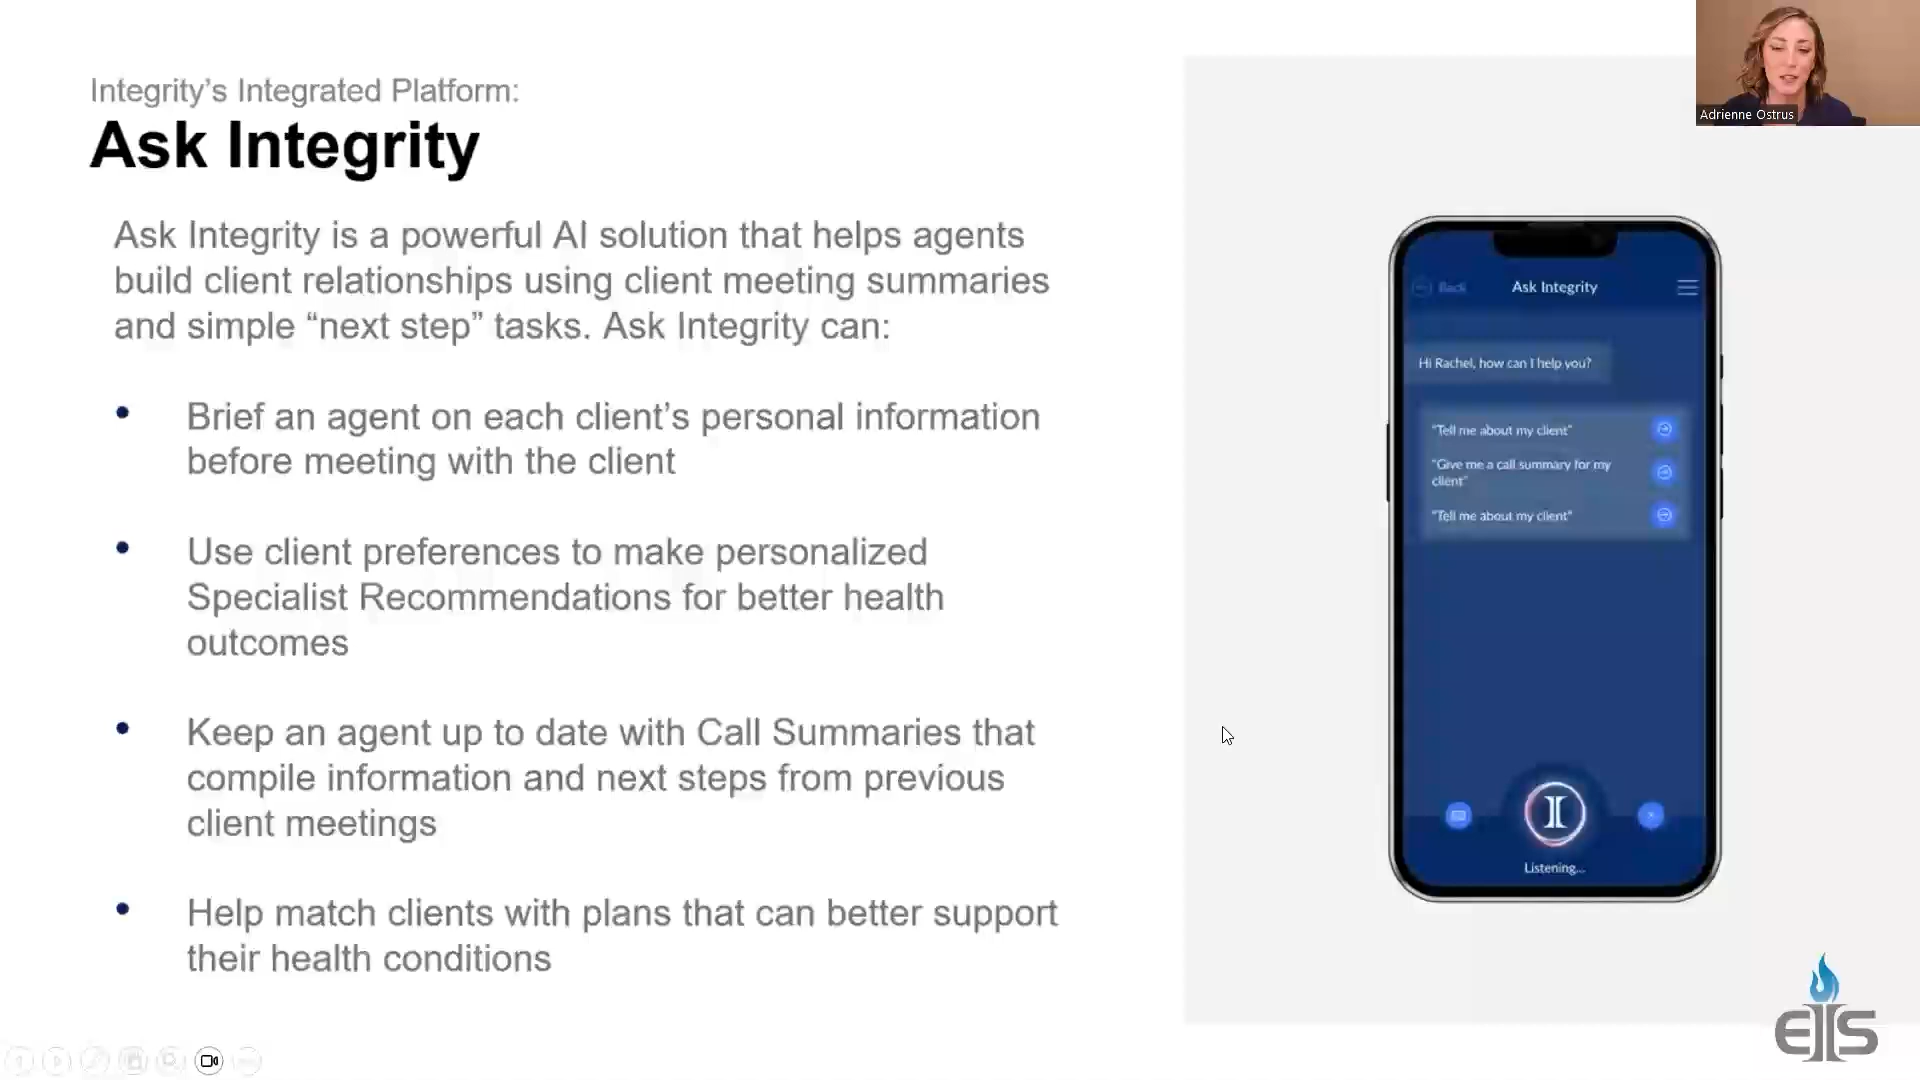 Integrity’s Integrated Platform:
Ask Integrity
Ask Integrity is a powerful AI solution that helps agents
build client relationships using client meeting summaries
and simple “next step” tasks. Ask Integrity can:
• Brief an agent on each client’s personal information
before meeting with the client
• Use client preferences to make personalized
Specialist Recommendations for better health
outcomes
• Keep an agent up to date with Call Summaries that
compile information and next steps from previous
client meetings
• Help match clients with plans that can better support
their health conditions
Adrienne Ostrus
Back
Ask Integrity
Hi Rachel, how can I help you?
"Tell me about my client"
"Give me a call summary for my
client"
"Tell me about my client"
Listening...
EIS